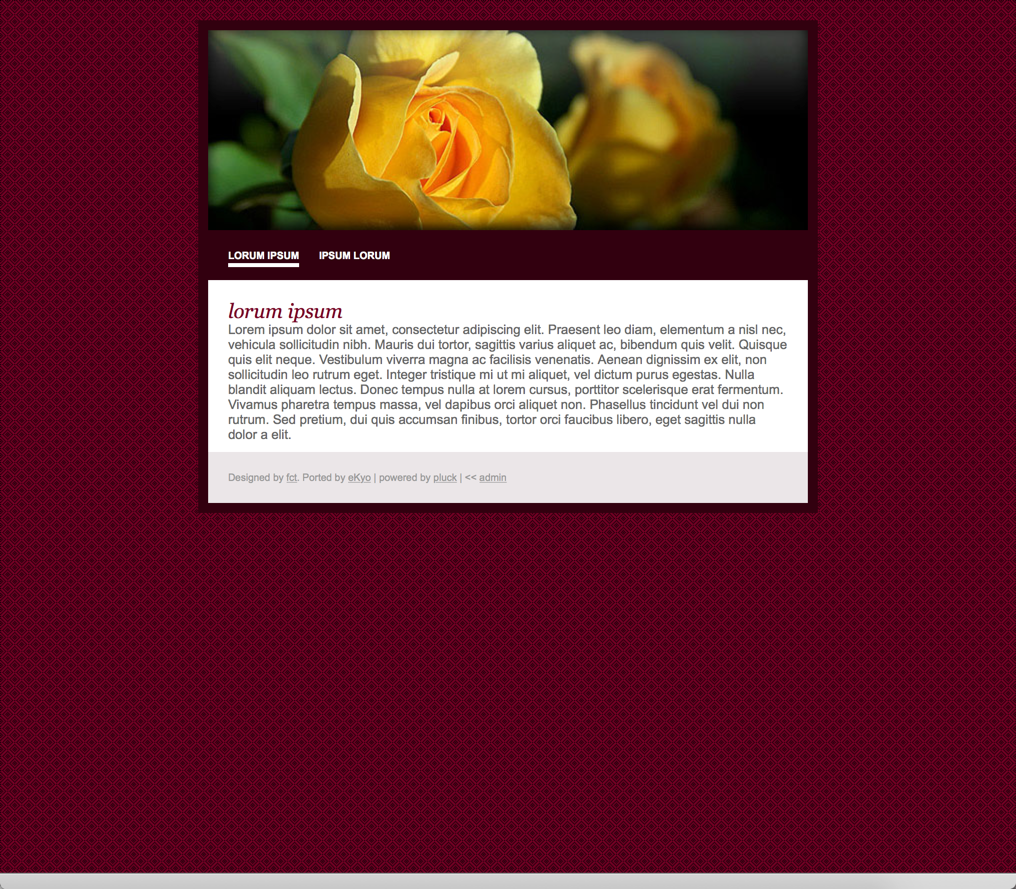 LORUM IPSUM IPSUM LORUM
lorum ipsum
Lorem ipsum dolor sit amet, consectetur adipiscing elit. Praesent leo diam, elementum a nisl nec,
vehicula sollicitudin nibh. Mauris dui tortor, sagittis varius aliquet ac, bibendum quis velit. Quisque
quis elit neque. Vestibulum viverra magna ac facilisis venenatis. Aenean dignissim ex elit, non
sollicitudin leo rutrum eget. Integer tristique mi ut mi aliquet, vel dictum purus egestas. Nulla
blandit aliquam lectus. Donec tempus nulla at lorem cursus, porttitor scelerisque erat fermentum.
Vivamus pharetra tempus massa, vel dapibus orci aliquet non. Phasellus tincidunt vel dui non
rutrum. Sed pretium, dui quis accumsan finibus, tortor orci faucibus libero, eget sagittis nulla
dolor a elit.
Designed by fct. Ported by eKyo | powered by pluck | << admin